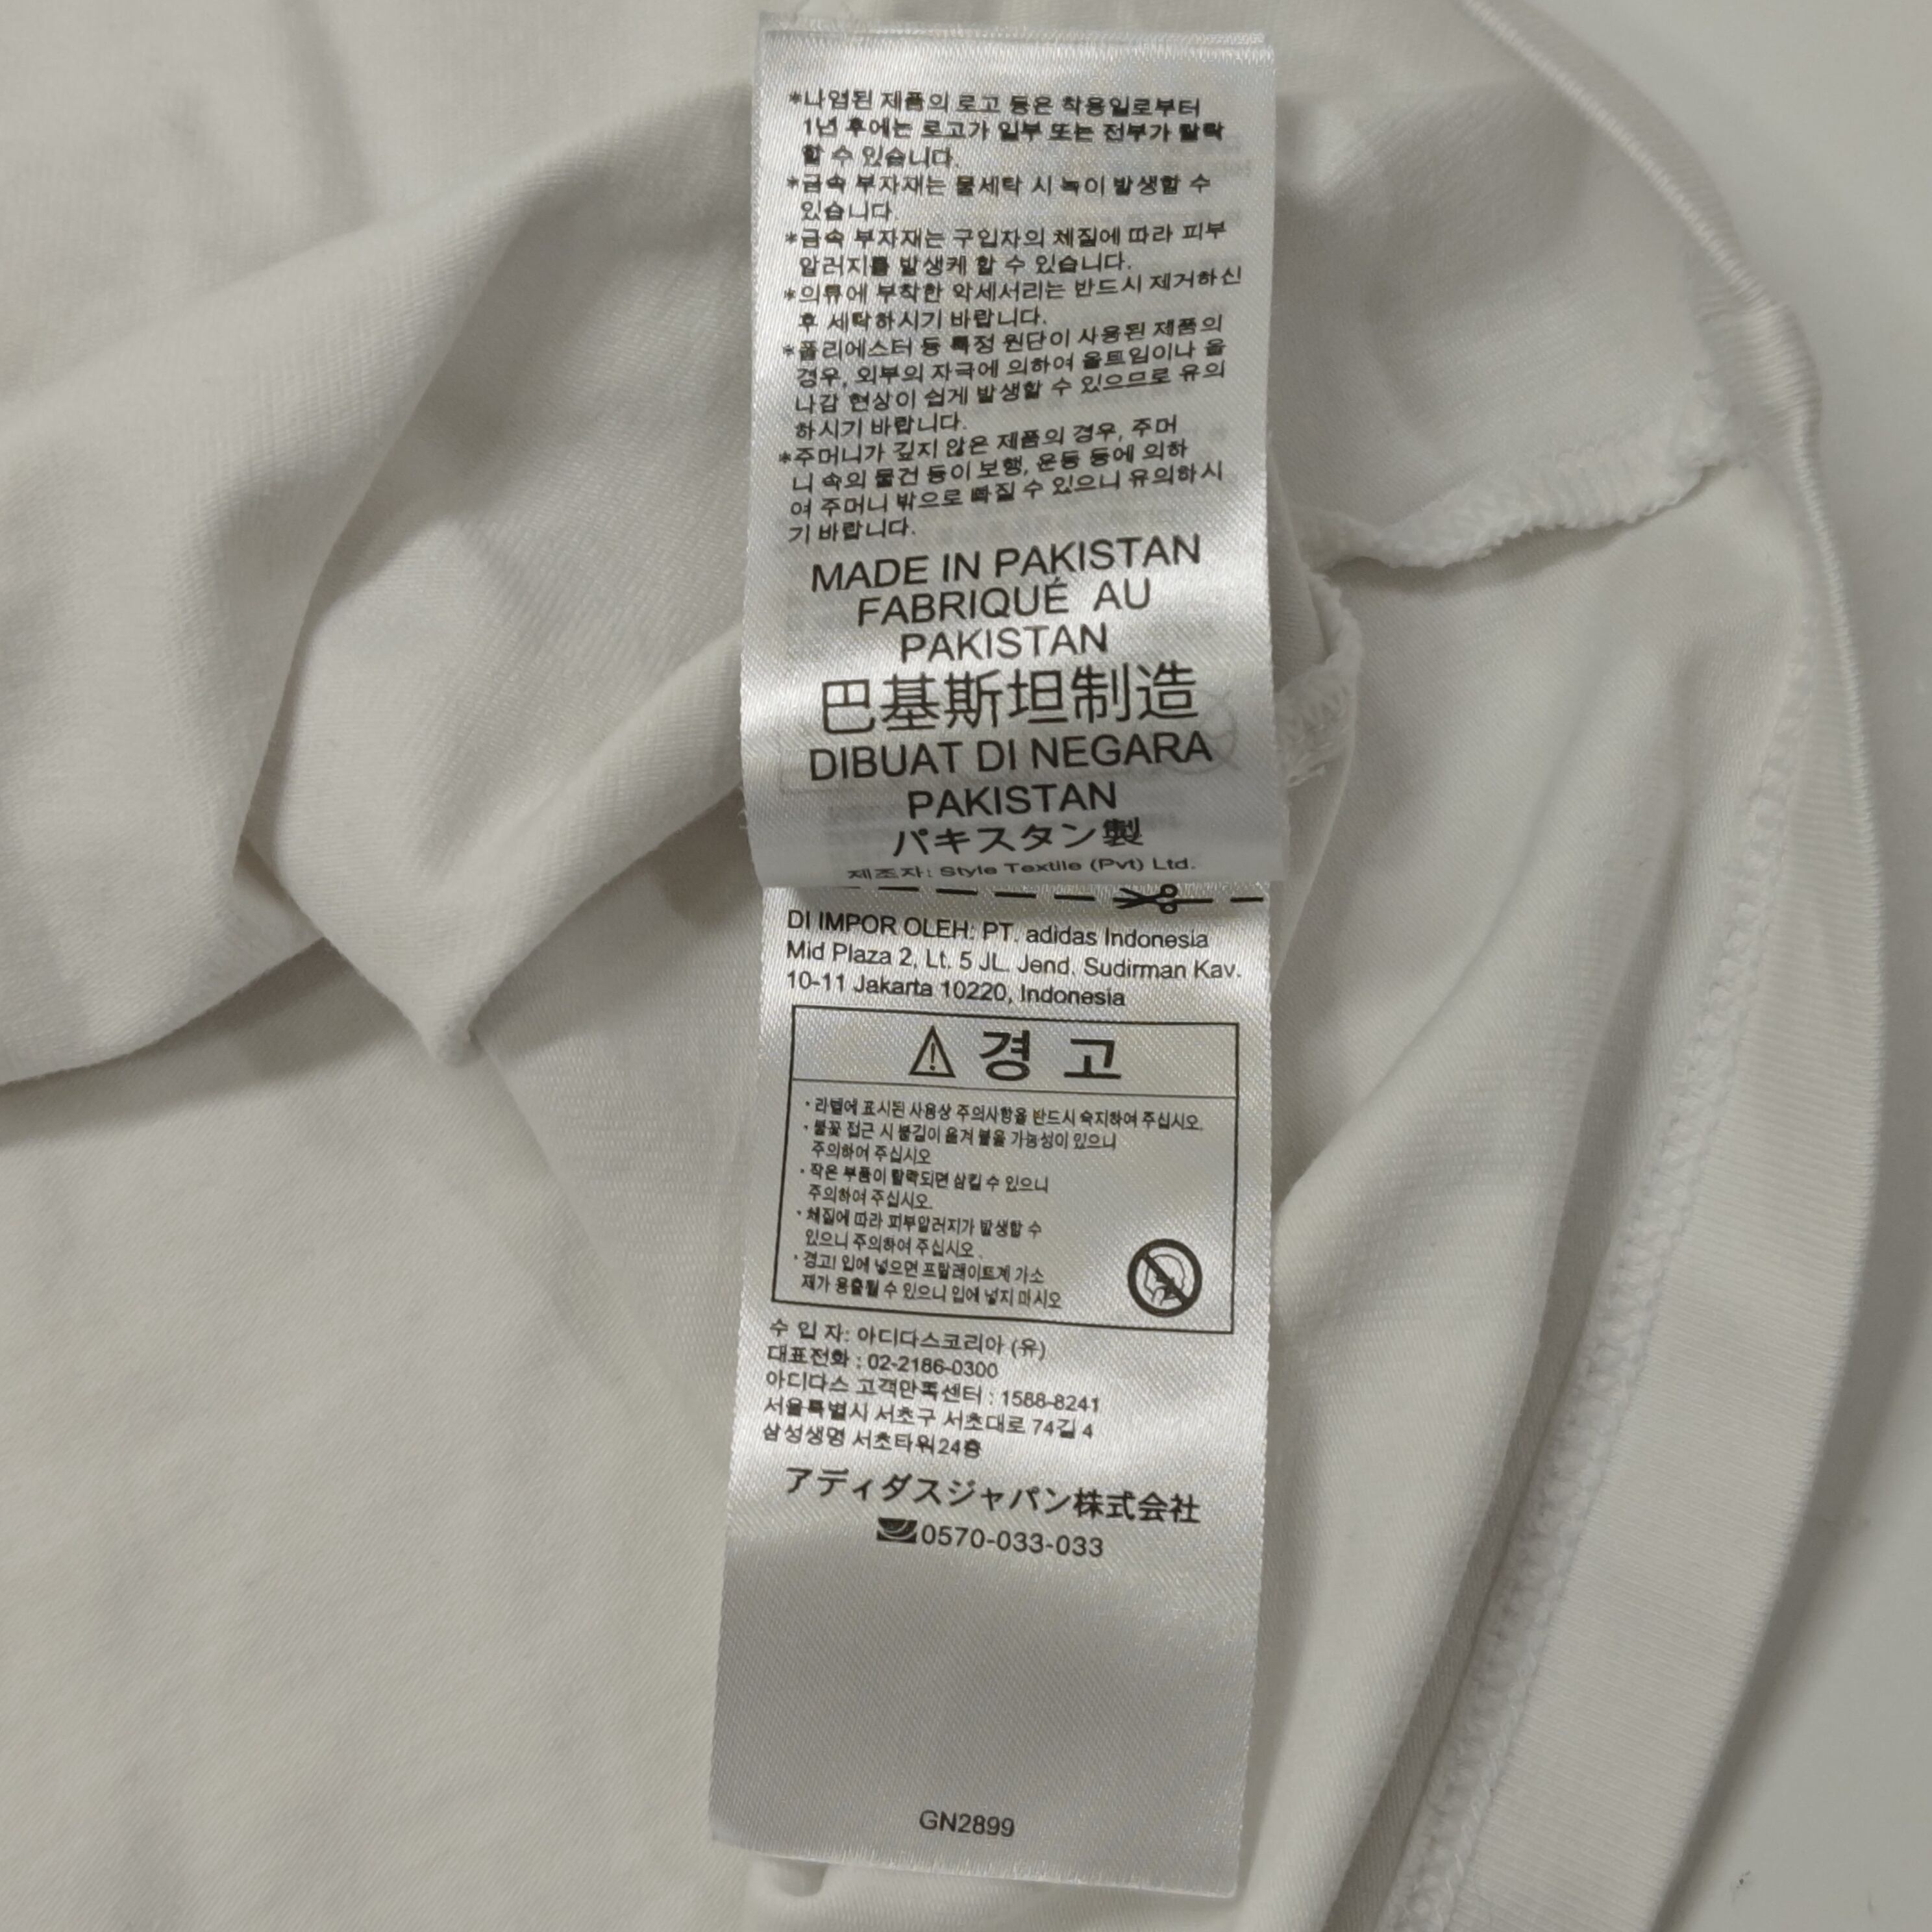 *나염된 제품의 로고 등은 착용일로부터
1년 후에는 로고가 일부 또는 전부가 탈락
할 수 있습니다.
*금속 부자재는 물세탁 시 녹이 발생할 수
있습니다.
*금속 부자재는 구입자의 체질에 따라 피부
알러지를 발생케 할 수 있습니다.
*의류에 부착한 악세서리는 반드시 제거하신
후 세탁하시기 바랍니다.
*폴리에스터 등 특정 원단이 사용된 제품의
경우, 외부의 자극에 의하여 올트임이나 올
나감 현상이 쉽게 발생할 수 있으므로 유의
하시기 바랍니다.
*주머니가 깊지 않은 제품의 경우, 주머
니 속의 물건 등이 보행, 운동 등에 의하
여 주머니 밖으로 빠질 수 있으니 유의하시
기 바랍니다.
MADE IN PAKISTAN
FABRIQUÉ AU
PAKISTAN
巴基斯坦制造
DIBUAT DI NEGARA
PAKISTAN
パキスタン製
제조자: Style Textile (Pvt) Ltd.
DI IMPOR OLEH: PT. adidas Indonesia
Mid Plaza 2, Lt. 5 JL. Jend. Sudirman Kav.
10-11 Jakarta 10220, Indonesia
경 고
· 라벨에 표시된 사용상 주의사항을 반드시 숙지하여 주십시오.
· 불꽃 접근 시 불길이 옮겨 붙을 가능성이 있으니
주의하여 주십시오
· 작은 부품이 탈락되면 삼킬 수 있으니
주의하여 주십시오.
· 체질에 따라 피부알러지가 발생할 수
있으니 주의하여 주십시오 .
· 경고! 입에 넣으면 프탈레이트계 가소
제가 용출될 수 있으니 입에 넣지 마시오
수 입 자: 아디다스코리아 (유)
대표전화 : 02-2186-0300
아디다스 고객만족센터 : 1588-8241
서울특별시 서초구 서초대로 74길 4
삼성생명 서초타워24층
アディダスジャパン株式会社
0570-033-033
GN2899